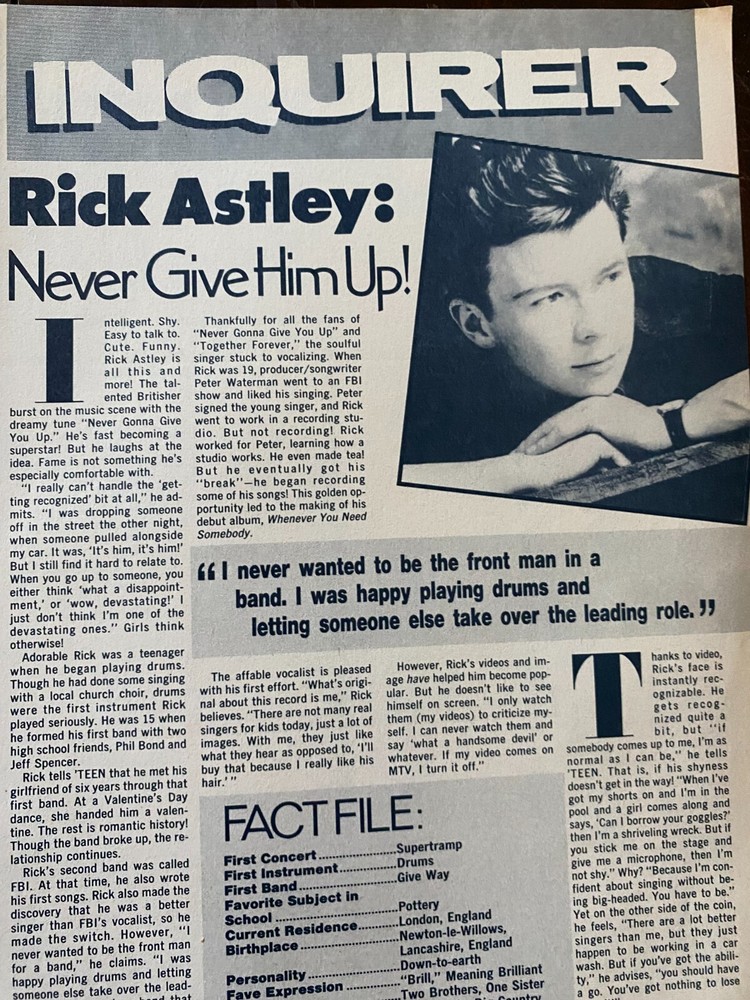 INQUIRER
Rick Astley:
Never Give Him Up!
Intelligent. Shy.
Easy to talk to.
Cute. Funny.
Rick Astley is
all this and
more! The tal-
ented Britisher
burst on the music scene with the
dreamy tune “Never Gonna Give
You Up.” He's fast becoming a
superstar! But he laughs at the
idea. Fame is not something he's
especially comfortable with.
“I really can't handle the ‘get-
ting recognized’ bit at all,” he ad-
mits. “I was dropping someone
off in the street the other night,
when someone pulled alongside
my car. It was, ‘It's him, it's him!’
But I still find it hard to relate to.
When you go up to someone, you
either think ‘what a disappoint-
ment,’ or ‘wow, devastating!’ I
just don't think I'm one of the
devastating ones.” Girls think
otherwise!
Adorable Rick was a teenager
when he began playing drums.
Though he had done some singing
with a local church choir, drums
were the first instrument Rick
played seriously. He was 15 when
he formed his first band with two
high school friends, Phil Bond and
Jeff Spencer.
Rick tells 'TEEN that he met his
girlfriend of six years through that
first band. At a Valentine's Day
dance, she handed him a valen-
tine. The rest is romantic history!
Though the band broke up, the re-
lationship continues.
Rick's second band was called
FBI. At that time, he also wrote
his first songs. Rick also made the
discovery that he was a better
singer than FBI's vocalist, so he
made the switch. However, “I
never wanted to be the front man
for a band,” he claims. “I was
happy playing drums and letting
someone else take over the lead-
band that
Thankfully for all the fans of
“Never Gonna Give You Up” and
“Together Forever,” the soulful
singer stuck to vocalizing. When
Rick was 19, producer/songwriter
Peter Waterman went to an FBI
show and liked his singing. Peter
signed the young singer, and Rick
went to work in a recording stu-
dio. But not recording! Rick
worked for Peter, learning how a
studio works. He even made tea!
But he eventually got his
“break”—he began recording
some of his songs! This golden op-
portunity led to the making of his
debut album, Whenever You Need
Somebody.
“I never wanted to be the front man in a
band. I was happy playing drums and
letting someone else take over the leading role.”
The affable vocalist is pleased
with his first effort. “What's origi-
nal about this record is me,” Rick
believes. “There are not many real
singers for kids today, just a lot of
images. With me, they just like
what they hear as opposed to, ‘I'll
buy that because I really like his
hair.’ ”
However, Rick's videos and im-
age have helped him become pop-
ular. But he doesn't like to see
himself on screen. “I only watch
them (my videos) to criticize my-
self. I can never watch them and
say ‘what a handsome devil’ or
whatever. If my video comes on
MTV, I turn it off.”
Thanks to video,
Rick's face is
instantly rec-
ognizable. He
gets recog-
nized quite a
bit, but “if
somebody comes up to me, I'm as
normal as I can be,” he tells
'TEEN. That is, if his shyness
doesn't get in the way! “When I've
got my shorts on and I'm in the
pool and a girl comes along and
says, ‘Can I borrow your goggles?’
then I'm a shriveling wreck. But if
you stick me on the stage and
give me a microphone, then I'm
not shy.” Why? “Because I'm con-
fident about singing without be-
ing big-headed. You have to be.”
Yet on the other side of the coin,
he feels, “There are a lot better
singers than me, but they just
happen to be working in a car
wash. But if you've got the abili-
ty,” he advises, “you should have
a go. You've got nothing to lose
FACT FILE:
First Concert..................Supertramp
First Instrument..............Drums
First Band......................Give Way
Favorite Subject in
School ...........................Pottery
Current Residence..........London, England
Birthplace.......................Newton-le-Willows,
Lancashire, England
Personality.....................Down-to-earth
Fave Expression..............“Brill,” Meaning Brilliant
Two Brothers, One Sister
Country